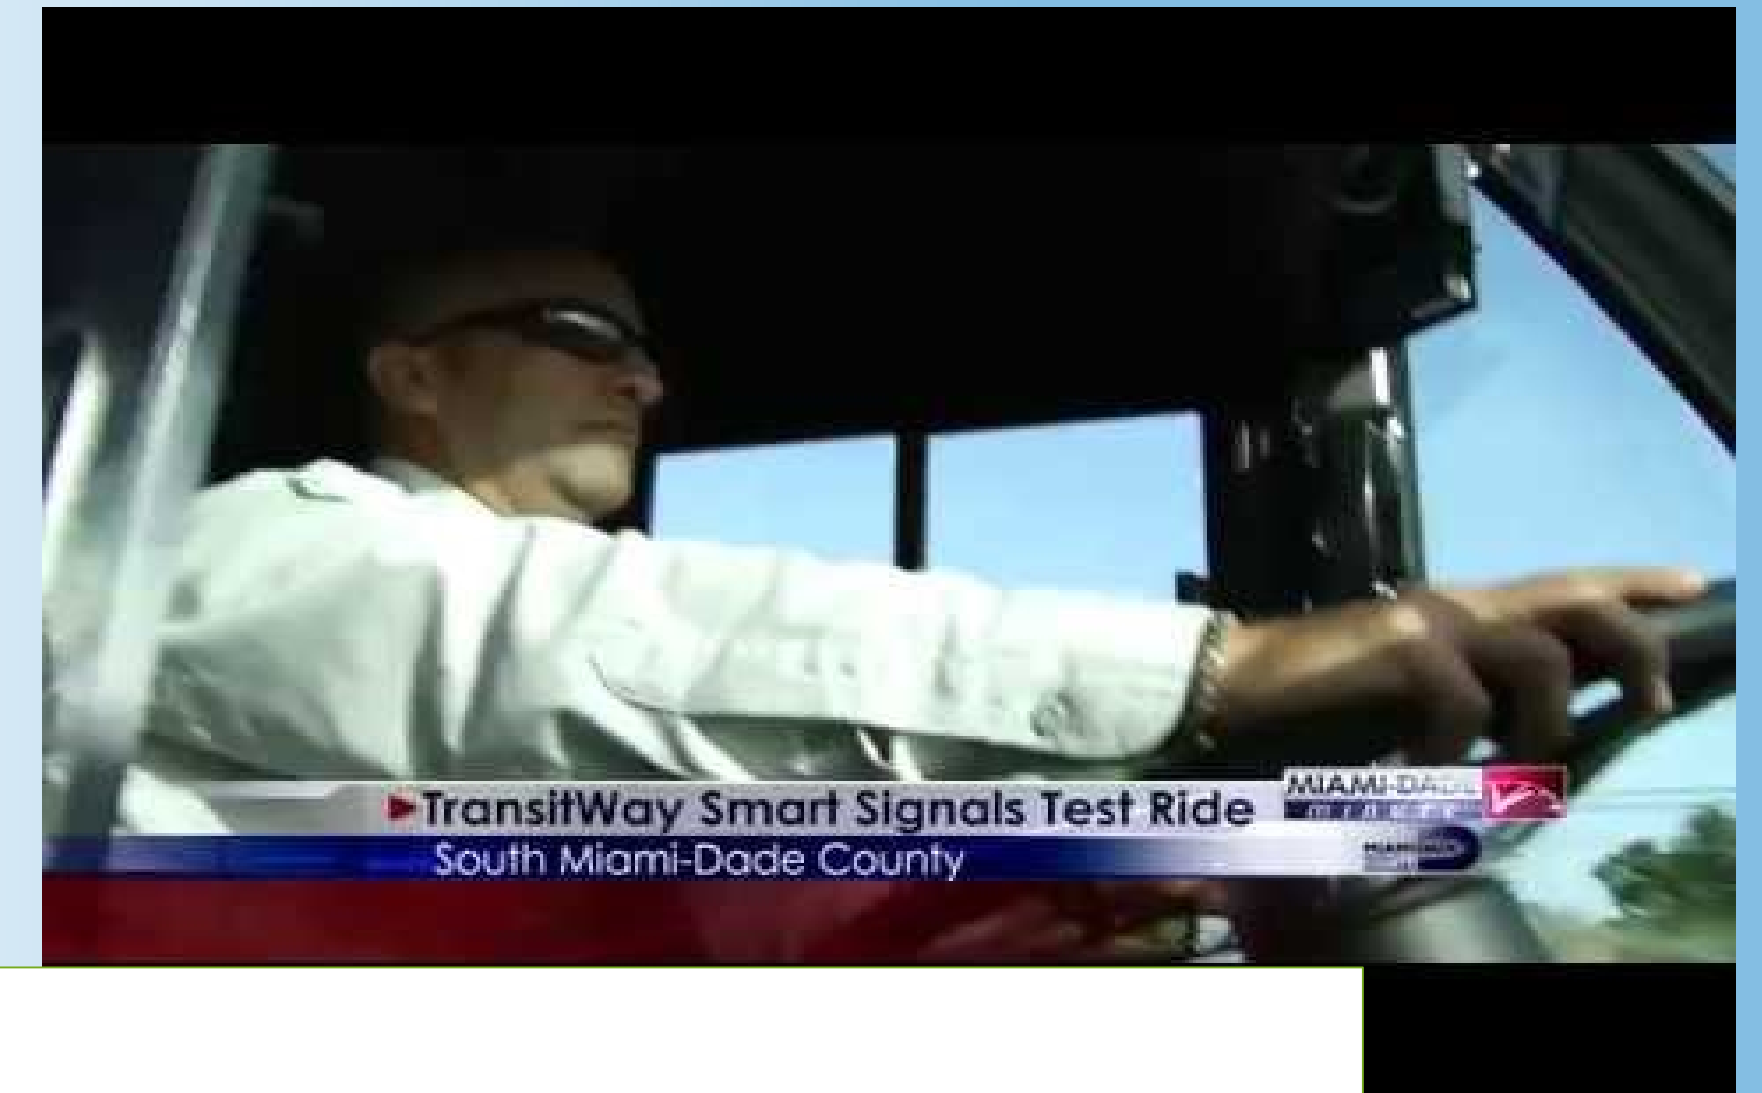 TransitWay Smart Signals Test Ride
MIAMI-DADE
South Miami-Dade County